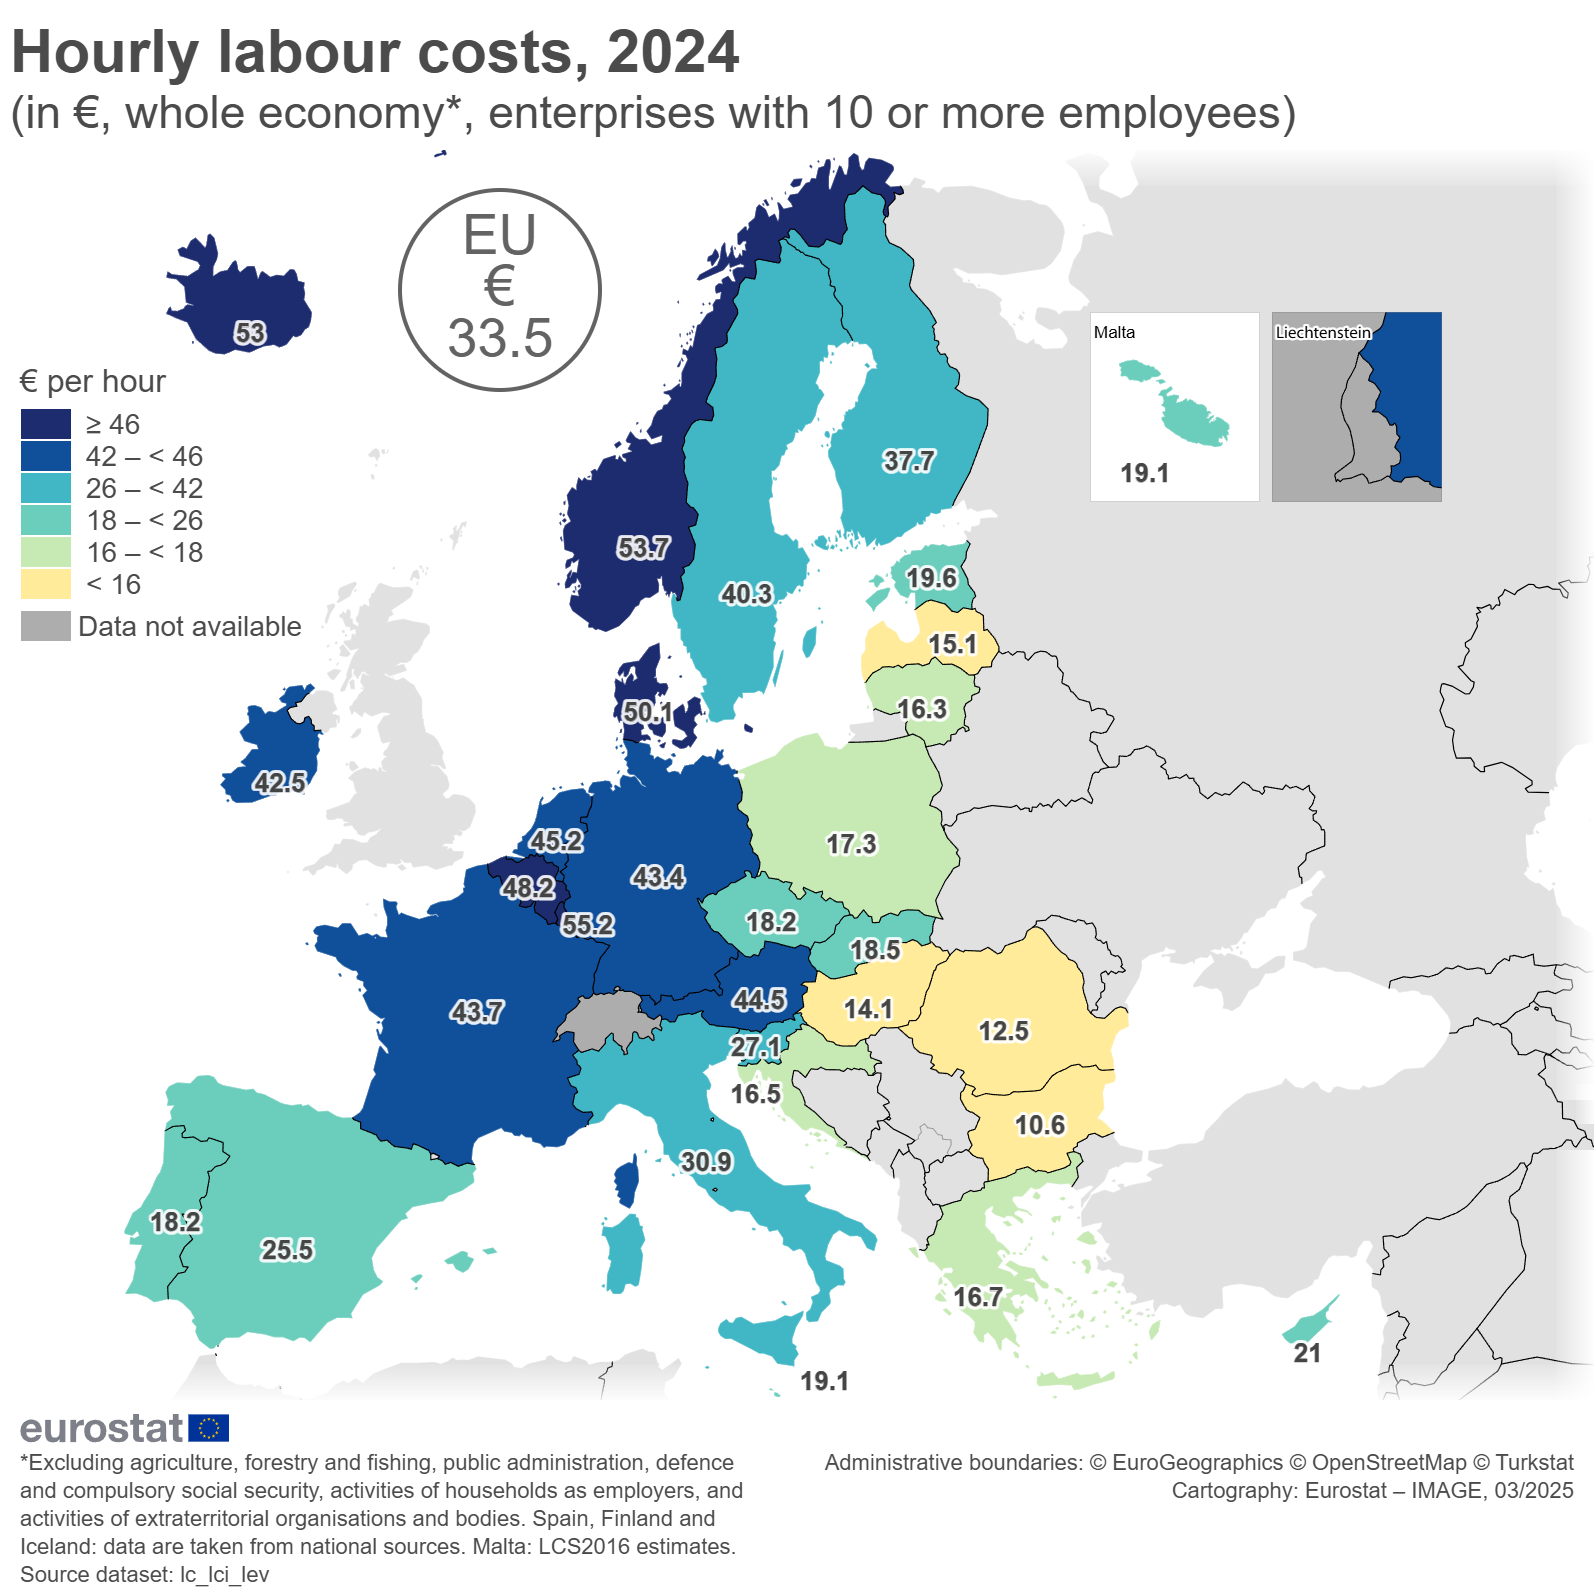 Hourly labour costs, 2024
(in €, whole economy*, enterprises with 10 or more employees)
EU
€
33.5
53
€ per hour
≥ 46
42 – < 46
26 – < 42
18 – < 26
16 – < 18
< 16
Data not available
Malta
19.1
Liechtenstein
37.7
53.7
40.3
19.6
15.1
16.3
50.1
42.5
45.2
48.2
55.2
43.4
17.3
18.2
18.5
43.7
44.5
14.1
12.5
27.1
16.5
10.6
30.9
18.2
25.5
16.7
21
19.1
eurostat
*Excluding agriculture, forestry and fishing, public administration, defence
and compulsory social security, activities of households as employers, and
activities of extraterritorial organisations and bodies. Spain, Finland and
Iceland: data are taken from national sources. Malta: LCS2016 estimates.
Source dataset: lc_lci_lev
Administrative boundaries: © EuroGeographics © OpenStreetMap © Turkstat
Cartography: Eurostat – IMAGE, 03/2025